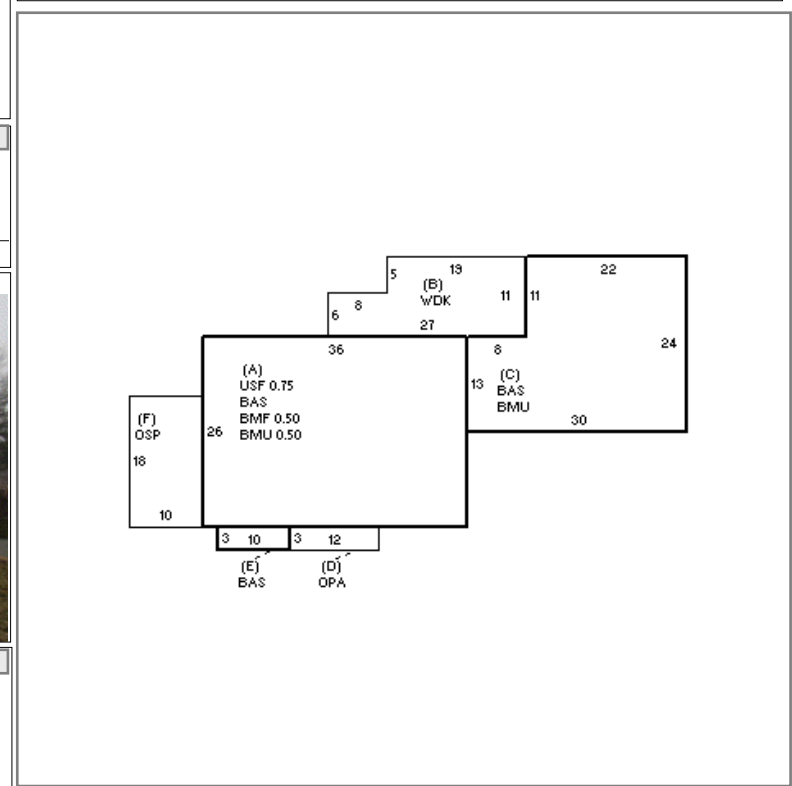 19
22
5
(B)
WDK
11
11
8
6
27
36
8
24
(A)
USF 0.75
BAS
BMF 0.50
BMU 0.50
(C)
BAS
BMU
13
30
(F)
OSP
18
10
26
3
10
3
12
(E)
BAS
(D)
OPA